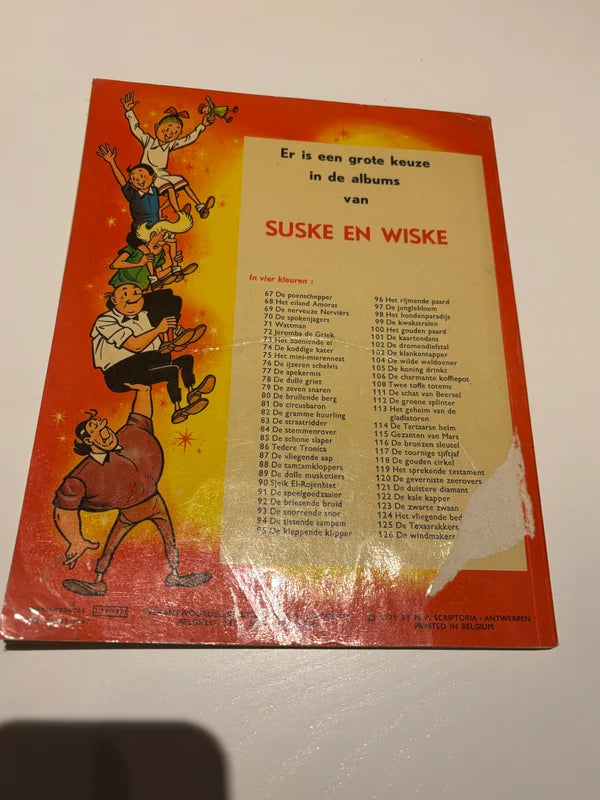 Er is een grote keuze
in de albums
van
SUSKE EN WISKE
In vier kleuren :
67 De poenschepper
68 Het eiland Amoras
69 De nerveuze Nerviërs
70 De spokenjagers
71 Wattman
72 Jeromba de Griek
73 Het zoemende ei
74 De koddige kater
75 Het mini-mierennest
76 De ijzeren schelvis
77 De apekermis
78 De dulle griet
79 De zeven snaren
80 De brullende berg
81 De circusbaron
82 De gramme huurling
83 De straatridder
84 De stemmenrover
85 De schone slaper
86 Tedere Tronica
87 De vliegende aap
88 De tamtamkloppers
89 De dolle musketiers
90 Sjeik El-Rojenbiet
91 De speelgoedzaaier
92 De briesende bruid
93 De snorrende snor
94 De sissende sampam
95 De kleppende klipper
96 Het rijmende paard
97 De junglebloem
98 Het hondenparadijs
99 De kwakstralen
100 Het gouden paard
101 De kaartendans
102 De dromendiefstal
103 De klankentapper
104 De wilde weldoener
105 De koning drinkt
106 De charmante koffiepot
108 Twee toffe totems
111 De schat van Beersel
112 De groene splinter
113 Het geheim van de
gladiatoren
114 De Tartaarse helm
115 Gezanten van Mars
116 De bronzen sleutel
117 De toornige tjiftjaf
118 De gouden cirkel
119 Het sprekende testament
120 De geverniste zeerovers
121 De duistere diamant
122 De kale kapper
123 De zwarte zwaan
124 Het vliegende bed
125 De Texasrakkers
126 De windmakers
BY N.V. SCRIPTORIA - ANTWERPEN
PRINTED IN BELGIUM